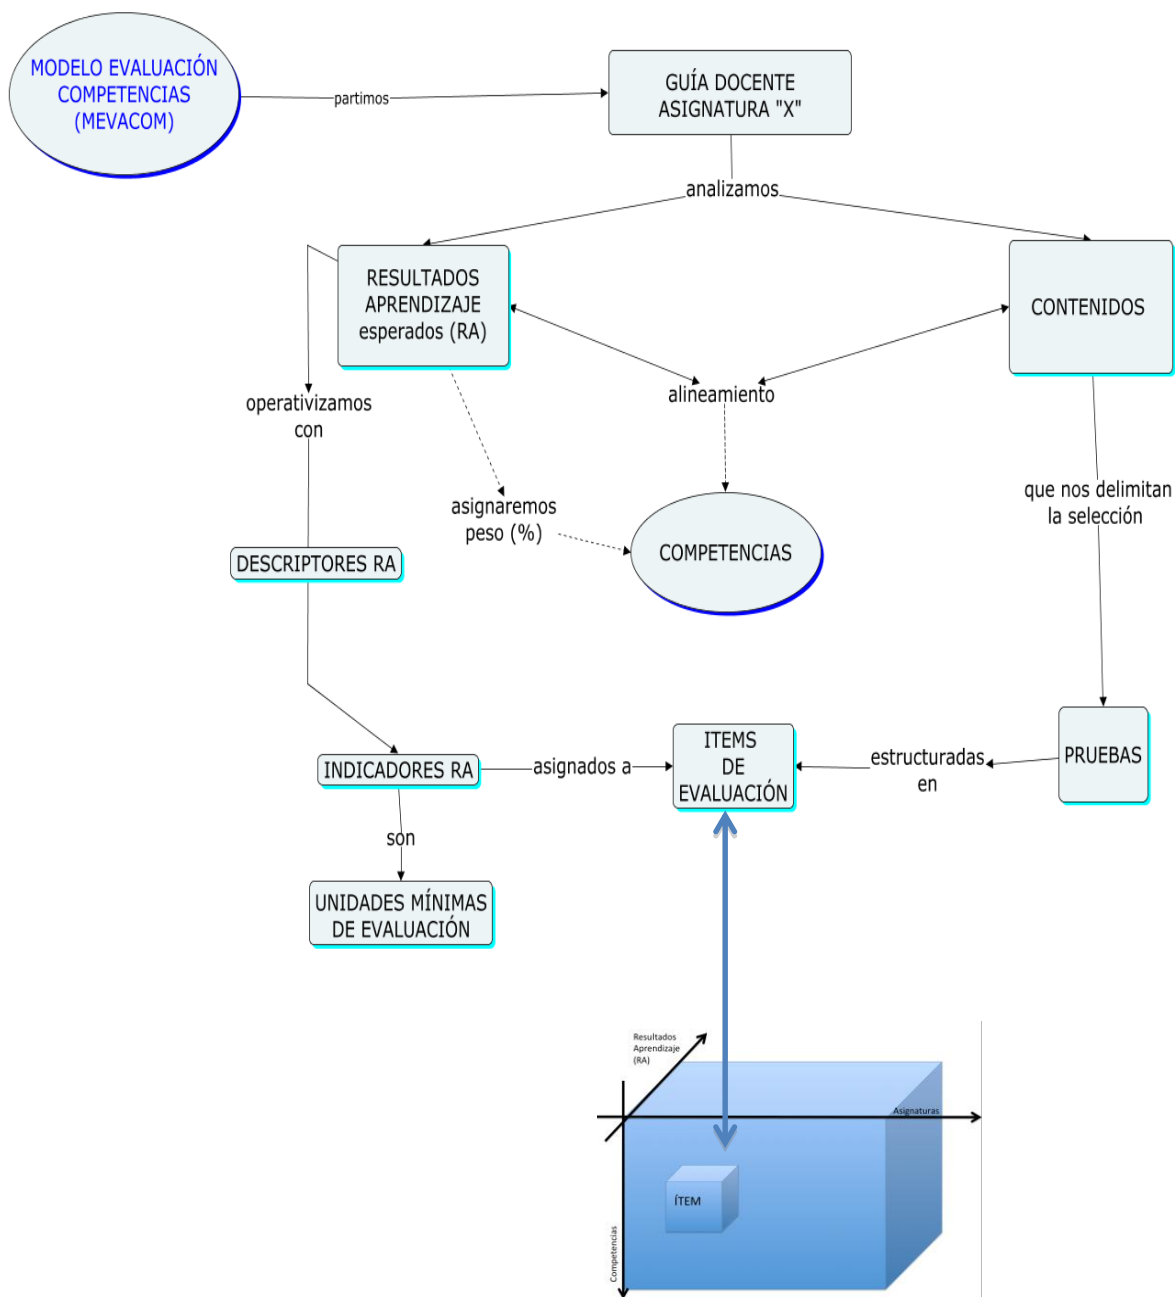 MODELO EVALUACIÓN
COMPETENCIAS
(MEVACOM)
partimos
GUÍA DOCENTE
ASIGNATURA "X"
analizamos
RESULTADOS
APRENDIZAJE
esperados (RA)
CONTENIDOS
alineamiento
operativizamos
con
asignaremos
peso (%)
que nos delimitan
la selección
COMPETENCIAS
DESCRIPTORES RA
INDICADORES RA
asignados a
ITEMS
DE
EVALUACIÓN
estructuradas
en
PRUEBAS
son
UNIDADES MÍNIMAS
DE EVALUACIÓN
Resultados
Aprendizaje
(RA)
Asignaturas
ÍTEM
Competencias